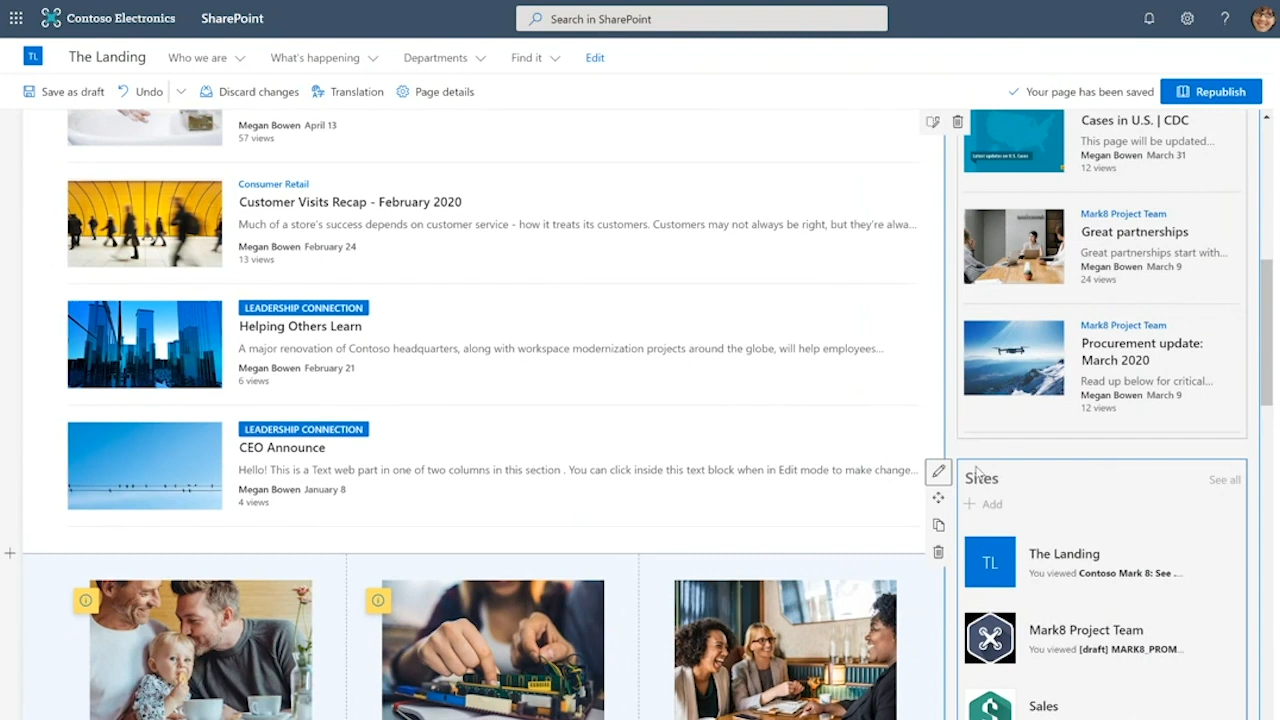 Contoso Electronics
SharePoint
Search in SharePoint
?
TL
The Landing
Who we are
What's happening
Departments
Find it
Edit
Save as draft
Undo
Discard changes
Translation
Page details
Your page has been saved
Republish
Megan Bowen April 13
57 views
Consumer Retail
Customer Visits Recap - February 2020
Much of a store's success depends on customer service - how it treats its customers. Customers may not always be right, but they're alwa...
Megan Bowen February 24
13 views
LEADERSHIP CONNECTION
Helping Others Learn
A major renovation of Contoso headquarters, along with workspace modernization projects around the globe, will help employees...
Megan Bowen February 21
6 views
LEADERSHIP CONNECTION
CEO Announce
Hello! This is a Text web part in one of two columns in this section . You can click inside this text block when in Edit mode to make change...
Megan Bowen January 8
4 views
Cases in U.S. | CDC
This page will be updated...
Megan Bowen March 31
12 views
Latest updates on U.S. Cases
Mark8 Project Team
Great partnerships
Great partnerships start with...
Megan Bowen March 9
24 views
Mark8 Project Team
Procurement update:
March 2020
Read up below for critical...
Megan Bowen March 9
12 views
Sites
See all
+ Add
TL
The Landing
You viewed Contoso Mark 8: See ....
Mark8 Project Team
You viewed [draft] MARK8_PROM...
Sales